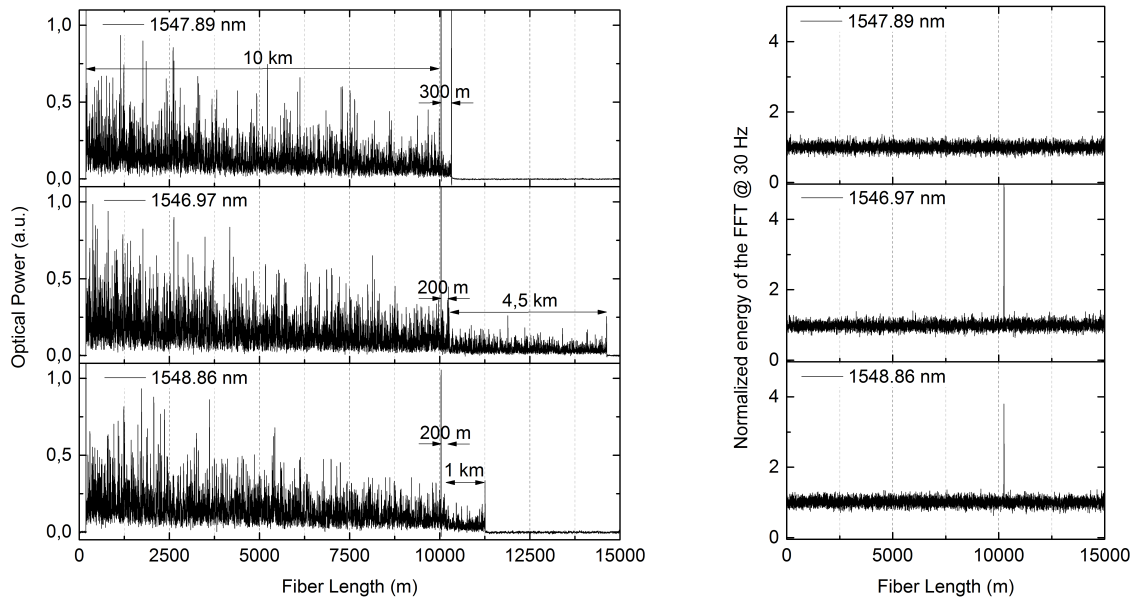 1547.89 nm
10 km
300 m
1,0
0,5
0,0
1546.97 nm
200 m
4,5 km
1,0
0,5
0,0
1548.86 nm
200 m
1 km
1,0
0,5
0,0
0 2500 5000 7500 10000 12500 15000
Fiber Length (m)
Optical Power (a.u.)
1547.89 nm
4
2
0
1546.97 nm
4
2
0
1548.86 nm
4
2
0
0 5000 10000 15000
Fiber Length (m)
Normalized energy of the FFT @ 30 Hz